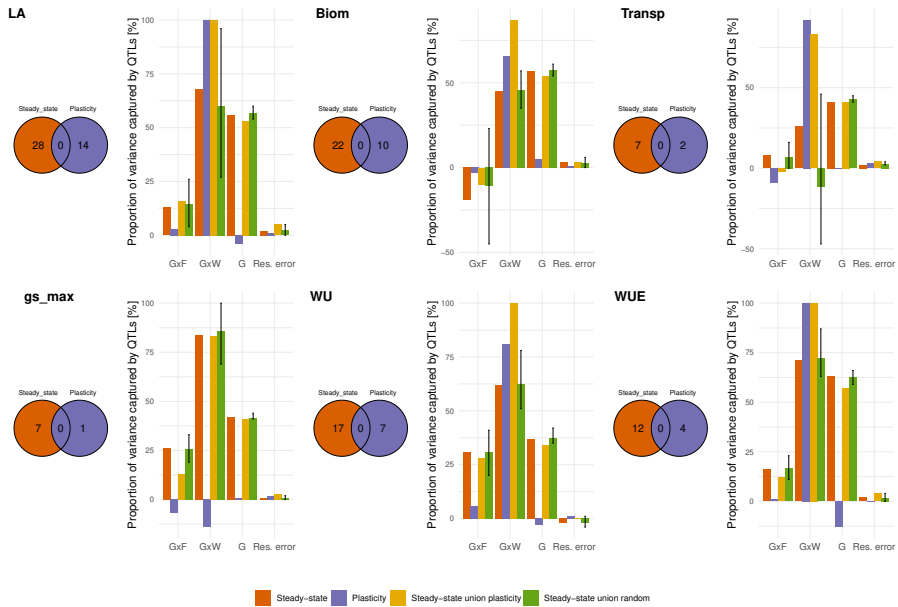 LA
Steady_state Plasticity
28 0 14
Proportion of variance captured by QTLs [%]
100
75
50
25
0
GxF GxW G Res. error
Biom
Steady_state Plasticity
22 0 10
Proportion of variance captured by QTLs [%]
50
0
−50
GxF GxW G Res. error
Transp
Steady_state Plasticity
7 0 2
Proportion of variance captured by QTLs [%]
50
0
−50
GxF GxW G Res. error
gs_max
Steady_state Plasticity
7 0 1
Proportion of variance captured by QTLs [%]
100
75
50
25
0
GxF GxW G Res. error
WU
Steady_state Plasticity
17 0 7
Proportion of variance captured by QTLs [%]
100
75
50
25
0
GxF GxW G Res. error
WUE
Steady_state Plasticity
12 0 4
Proportion of variance captured by QTLs [%]
100
75
50
25
0
GxF GxW G Res. error
Steady−state Plasticity Steady−state union plasticity Steady−state union random